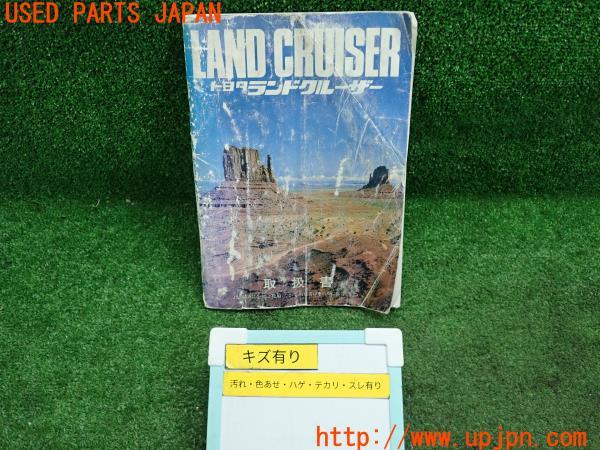 USED PARTS JAPAN
LAND CRUISER
トヨタランドクルーザー
取扱書
キズ有り
汚れ・色あせ・ハゲ・テカリ・スレ有り
http://www.upjpn.com/